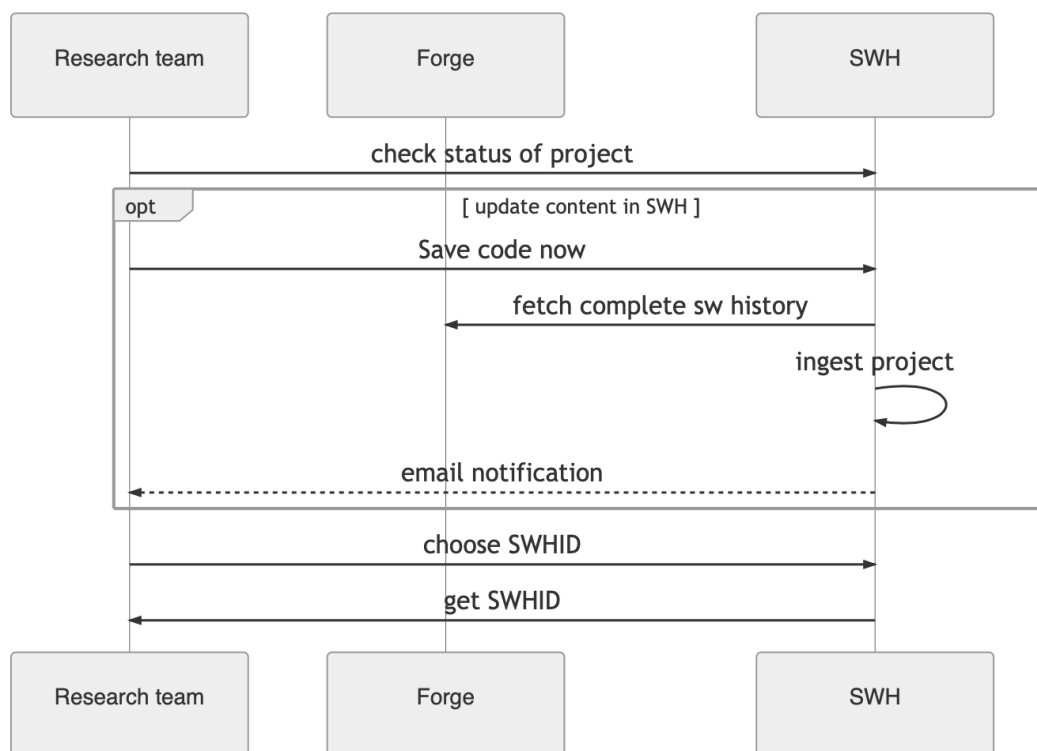 Research team
Forge
SWH
check status of project
opt
[ update content in SWH ]
Save code now
fetch complete sw history
ingest project
email notification
choose SWHID
get SWHID
Research team
Forge
SWH